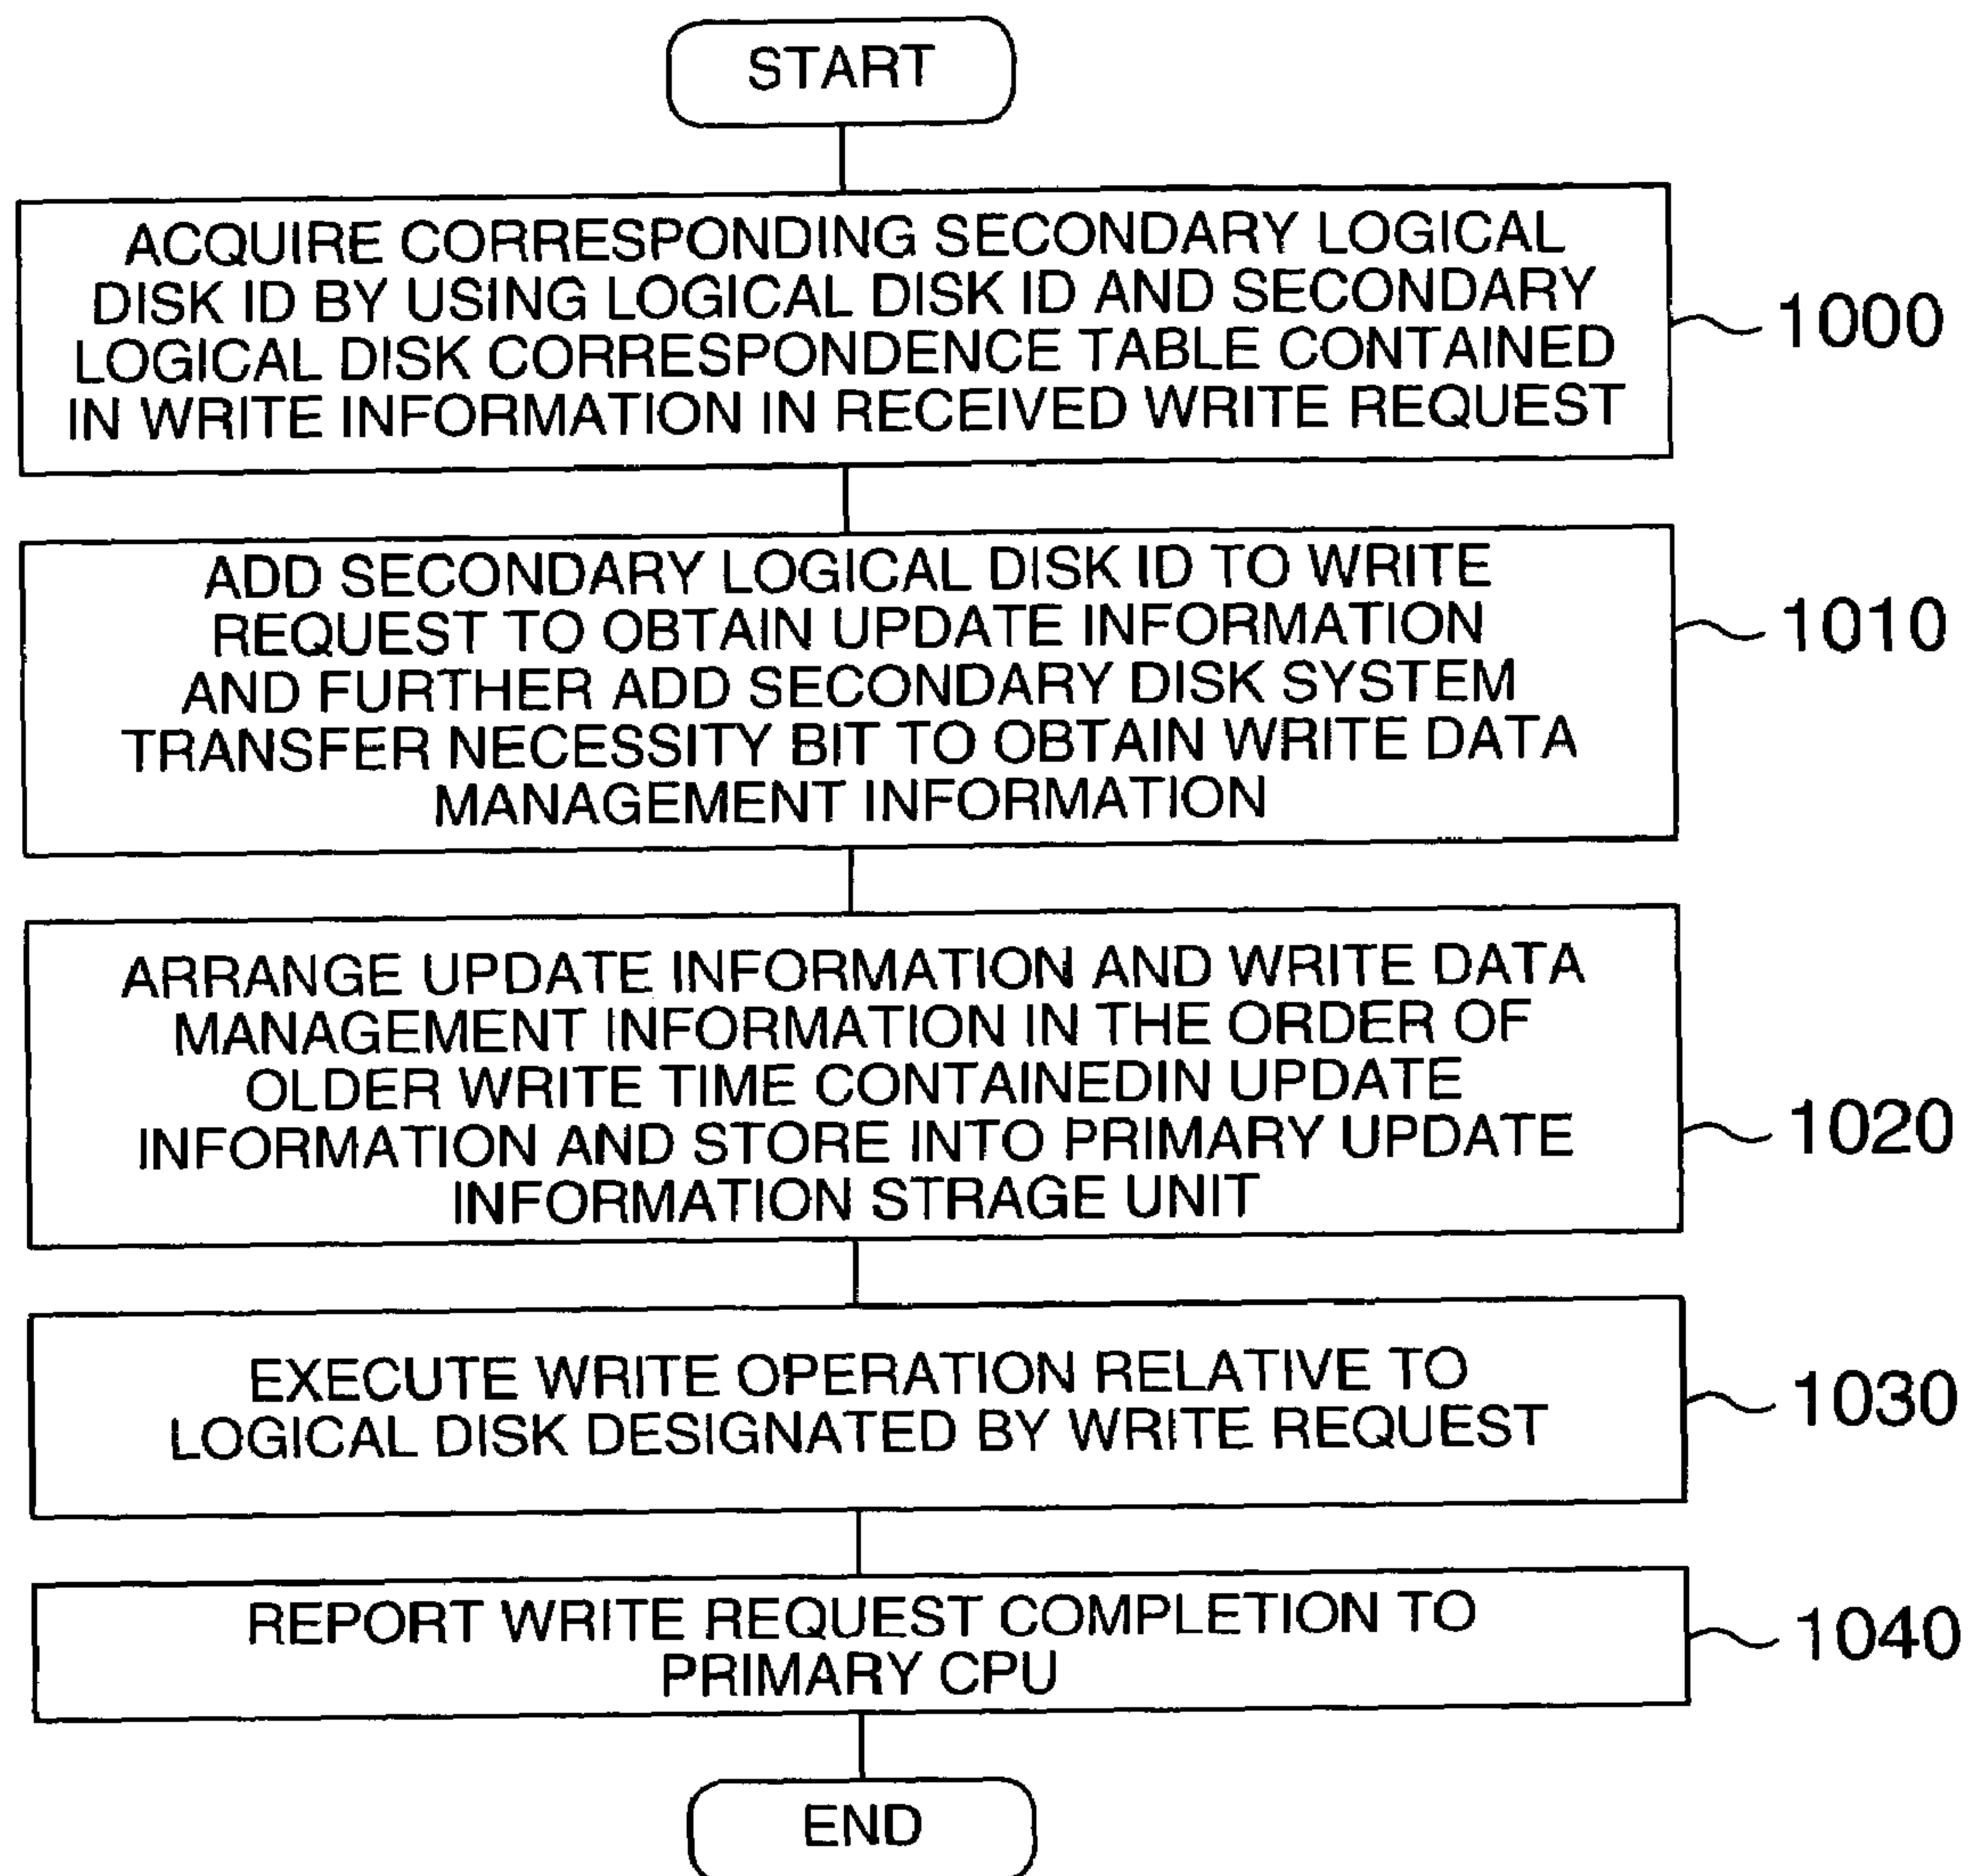 START
ACQUIRE CORRESPONDING SECONDARY LOGICAL
DISK ID BY USING LOGICAL DISK ID AND SECONDARY
LOGICAL DISK CORRESPONDENCE TABLE CONTAINED
IN WRITE INFORMATION IN RECEIVED WRITE REQUEST
1000
ADD SECONDARY LOGICAL DISK ID TO WRITE
REQUEST TO OBTAIN UPDATE INFORMATION
AND FURTHER ADD SECONDARY DISK SYSTEM
TRANSFER NECESSITY BIT TO OBTAIN WRITE DATA
MANAGEMENT INFORMATION
1010
ARRANGE UPDATE INFORMATION AND WRITE DATA
MANAGEMENT INFORMATION IN THE ORDER OF
OLDER WRITE TIME CONTAINEDIN UPDATE
INFORMATION AND STORE INTO PRIMARY UPDATE
INFORMATION STRAGE UNIT
1020
EXECUTE WRITE OPERATION RELATIVE TO
LOGICAL DISK DESIGNATED BY WRITE REQUEST
1030
REPORT WRITE REQUEST COMPLETION TO
PRIMARY CPU
1040
END